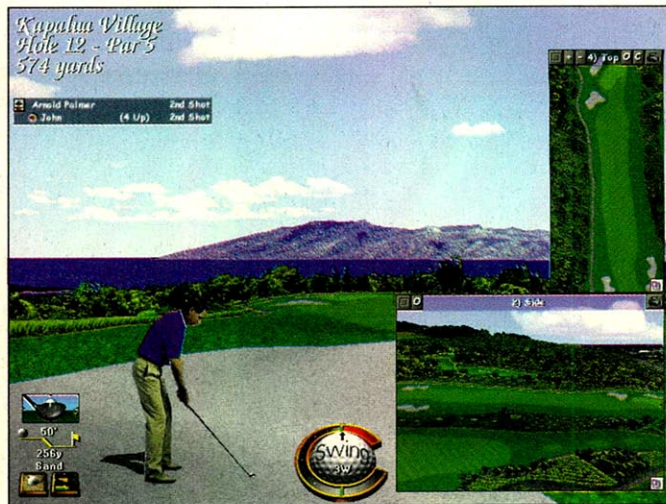 Kapalua Village
Hole 12 - Par 5
574 yards
4) Top O C
Arnold Palmer 2nd Shot
John (4 Up) 2nd Shot
O 2) Side
50'
256y
Sand
Swing
3W